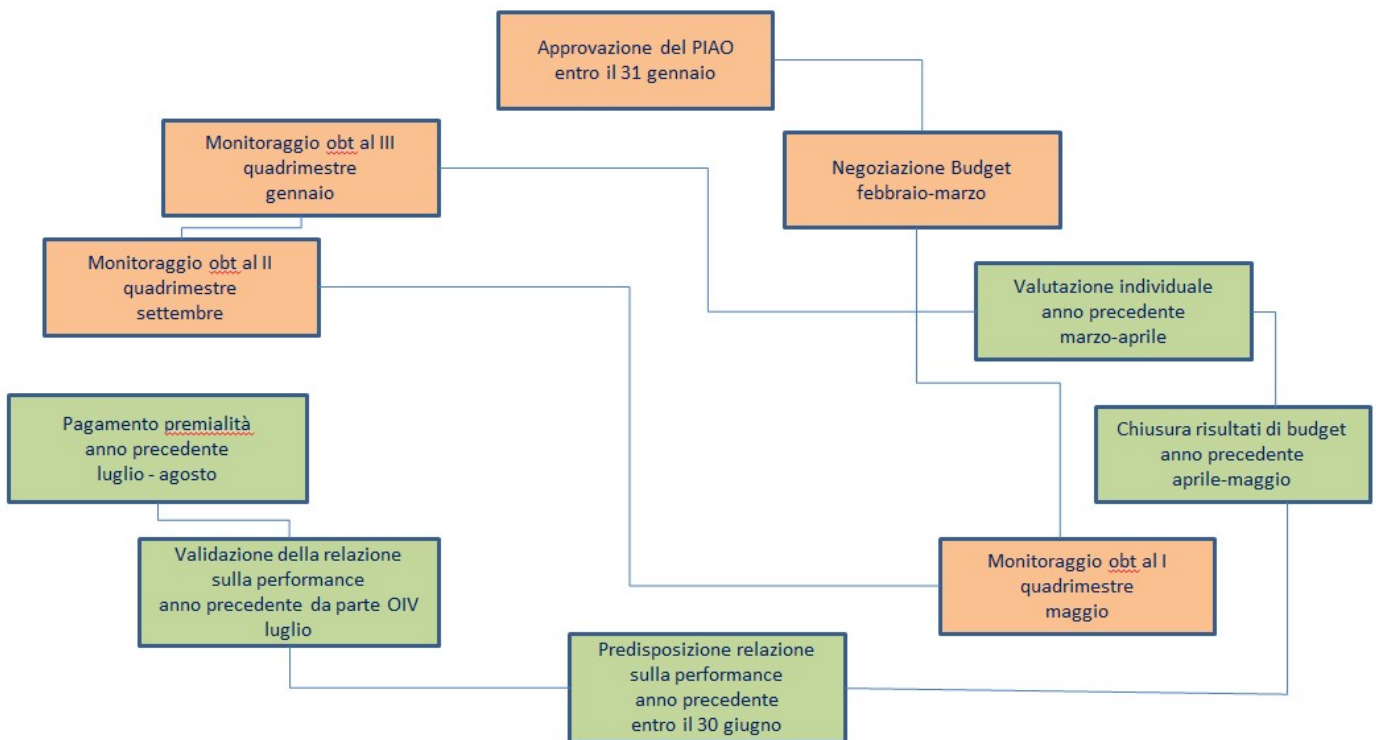 Approvazione del PIAO
entro il 31 gennaio
Monitoraggio obt al III
quadrimestre
gennaio
Negoziazione Budget
febbraio-marzo
Monitoraggio obt al II
quadrimestre
settembre
Valutazione individuale
anno precedente
marzo-aprile
Pagamento premialità
anno precedente
luglio - agosto
Chiusura risultati di budget
anno precedente
aprile-maggio
Validazione della relazione
sulla performance
anno precedente da parte OIV
luglio
Monitoraggio obt al I
quadrimestre
maggio
Predisposizione relazione
sulla performance
anno precedente
entro il 30 giugno